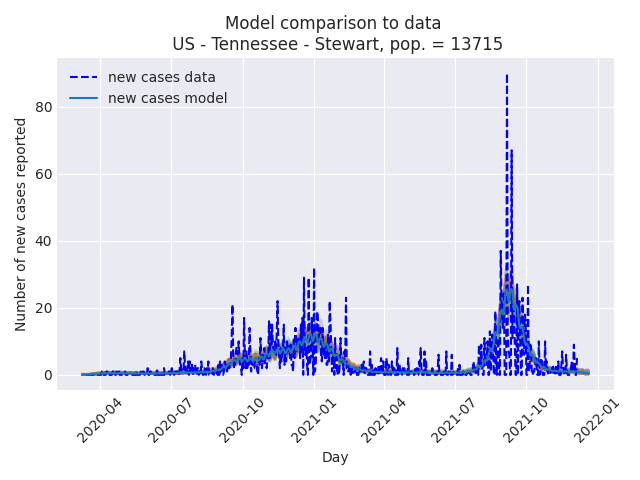 Model comparison to data
US - Tennessee - Stewart, pop. = 13715
new cases data
new cases model
Number of new cases reported
80
60
40
20
0
2020-04
2020-07
2020-10
2021-01
2021-04
2021-07
2021-10
2022-01
Day